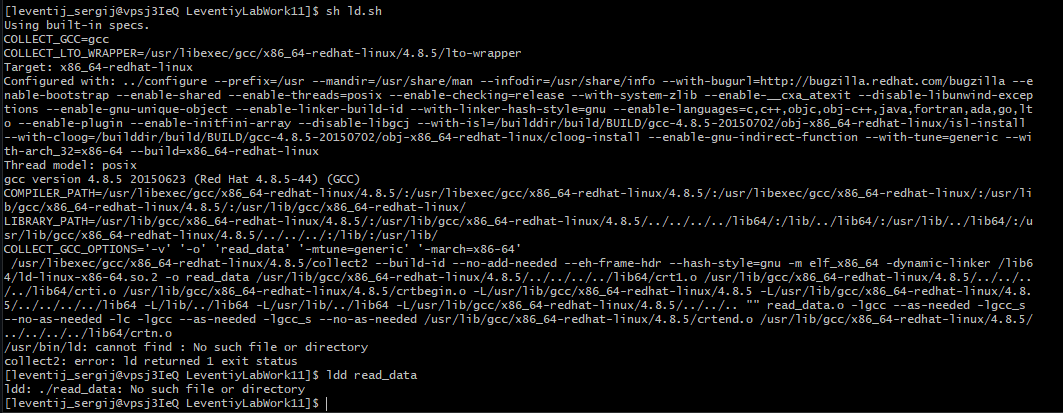 [leventij_sergij@vpsj3IeQ LeventiyLabWork11]$ sh ld.sh
Using built-in specs.
COLLECT_GCC=gcc
COLLECT_LTO_WRAPPER=/usr/libexec/gcc/x86_64-redhat-linux/4.8.5/lto-wrapper
Target: x86_64-redhat-linux
Configured with: ../configure --prefix=/usr --mandir=/usr/share/man --infodir=/usr/share/info --with-bugurl=http://bugzilla.redhat.com/bugzilla --e
nable-bootstrap --enable-shared --enable-threads=posix --enable-checking=release --with-system-zlib --enable-__cxa_atexit --disable-libunwind-excep
tions --enable-gnu-unique-object --enable-linker-build-id --with-linker-hash-style=gnu --enable-languages=c,c++,objc,obj-c++,java,fortran,ada,go,lt
o --enable-plugin --enable-initfini-array --disable-libgcj --with-isl=/builddir/build/BUILD/gcc-4.8.5-20150702/obj-x86_64-redhat-linux/isl-install
--with-cloog=/builddir/build/BUILD/gcc-4.8.5-20150702/obj-x86_64-redhat-linux/cloog-install --enable-gnu-indirect-function --with-tune=generic --wi
th-arch_32=x86-64 --build=x86_64-redhat-linux
Thread model: posix
gcc version 4.8.5 20150623 (Red Hat 4.8.5-44) (GCC)
COMPILER_PATH=/usr/libexec/gcc/x86_64-redhat-linux/4.8.5/:/usr/libexec/gcc/x86_64-redhat-linux/4.8.5/:/usr/libexec/gcc/x86_64-redhat-linux/:/usr/li
b/gcc/x86_64-redhat-linux/4.8.5/:/usr/lib/gcc/x86_64-redhat-linux/
LIBRARY_PATH=/usr/lib/gcc/x86_64-redhat-linux/4.8.5/:/usr/lib/gcc/x86_64-redhat-linux/4.8.5/../../../../lib64/:/lib/../lib64/:/usr/lib/../lib64/:/u
sr/lib/gcc/x86_64-redhat-linux/4.8.5/../../../:/lib/:/usr/lib/
COLLECT_GCC_OPTIONS='-v' '-o' 'read_data' '-mtune=generic' '-march=x86-64'
/usr/libexec/gcc/x86_64-redhat-linux/4.8.5/collect2 --build-id --no-add-needed --eh-frame-hdr --hash-style=gnu -m elf_x86_64 -dynamic-linker /lib6
4/ld-linux-x86-64.so.2 -o read_data /usr/lib/gcc/x86_64-redhat-linux/4.8.5/../../../../lib64/crt1.o /usr/lib/gcc/x86_64-redhat-linux/4.8.5/../../..
/../lib64/crti.o /usr/lib/gcc/x86_64-redhat-linux/4.8.5/crtbegin.o -L/usr/lib/gcc/x86_64-redhat-linux/4.8.5 -L/usr/lib/gcc/x86_64-redhat-linux/4.8.
5/../../../../lib64 -L/lib/../lib64 -L/usr/lib/../lib64 -L/usr/lib/gcc/x86_64-redhat-linux/4.8.5/../../.. "" read_data.o -lgcc --as-needed -lgcc_s
--no-as-needed -lc -lgcc --as-needed -lgcc_s --no-as-needed /usr/lib/gcc/x86_64-redhat-linux/4.8.5/crtend.o /usr/lib/gcc/x86_64-redhat-linux/4.8.5/
../../../../lib64/crtn.o
/usr/bin/ld: cannot find : No such file or directory
collect2: error: ld returned 1 exit status
[leventij_sergij@vpsj3IeQ LeventiyLabWork11]$ ldd read_data
ldd: ./read_data: No such file or directory
[leventij_sergij@vpsj3IeQ LeventiyLabWork11]$